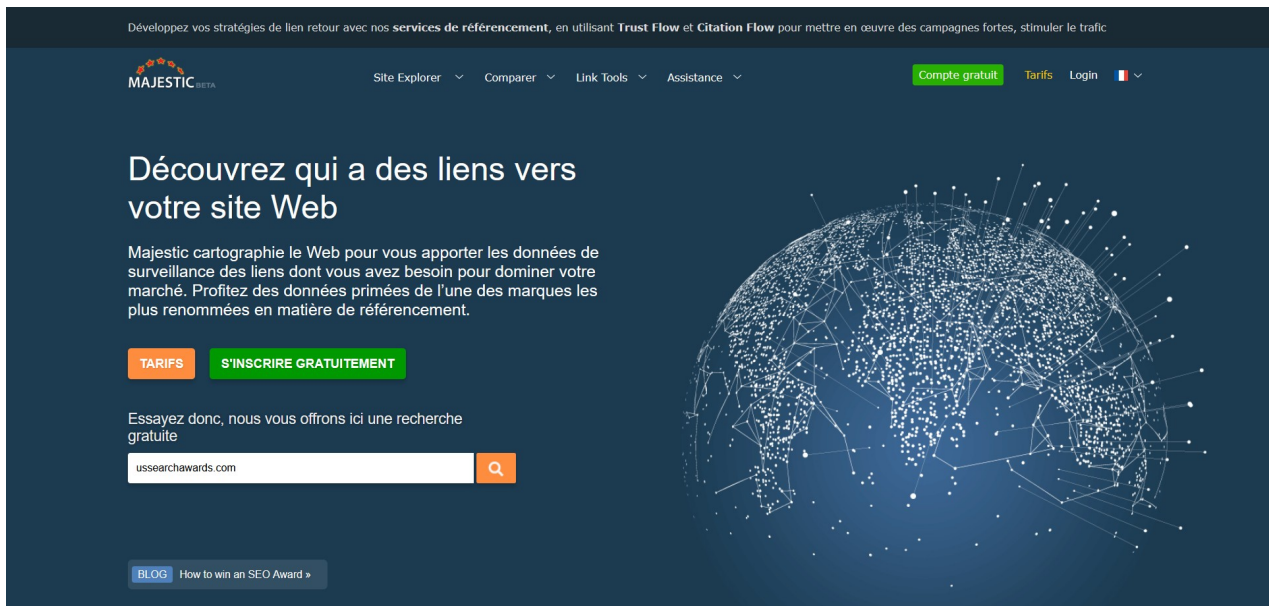 Développez vos stratégies de lien retour avec nos services de référencement, en utilisant Trust Flow et Citation Flow pour mettre en œuvre des campagnes fortes, stimuler le trafic
MAJESTIC BETA
Site Explorer Comparer Link Tools Assistance Compte gratuit Tarifs Login
Découvrez qui a des liens vers
votre site Web
Majestic cartographie le Web pour vous apporter les données de
surveillance des liens dont vous avez besoin pour dominer votre
marché. Profitez des données primées de l'une des marques les
plus renommées en matière de référencement.
TARIFS S'INSCRIRE GRATUITEMENT
Essayez donc, nous vous offrons ici une recherche
gratuite
ussearchawards.com
BLOG How to win an SEO Award »